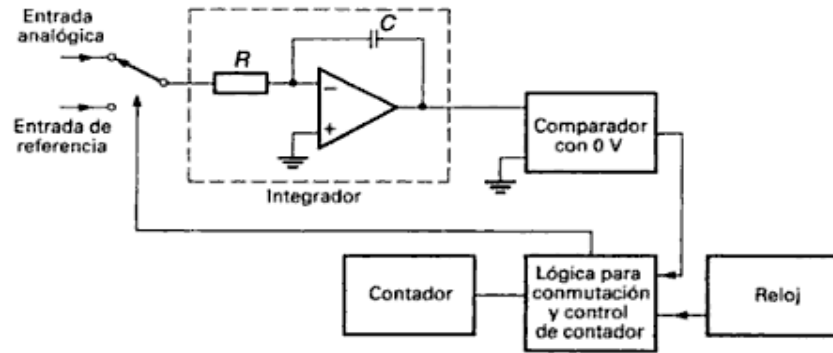 Entrada
analógica
R
C
−
+
Entrada de
referencia
Integrador
Comparador
con 0 V
Contador
Lógica para
conmutación
y control
de contador
Reloj